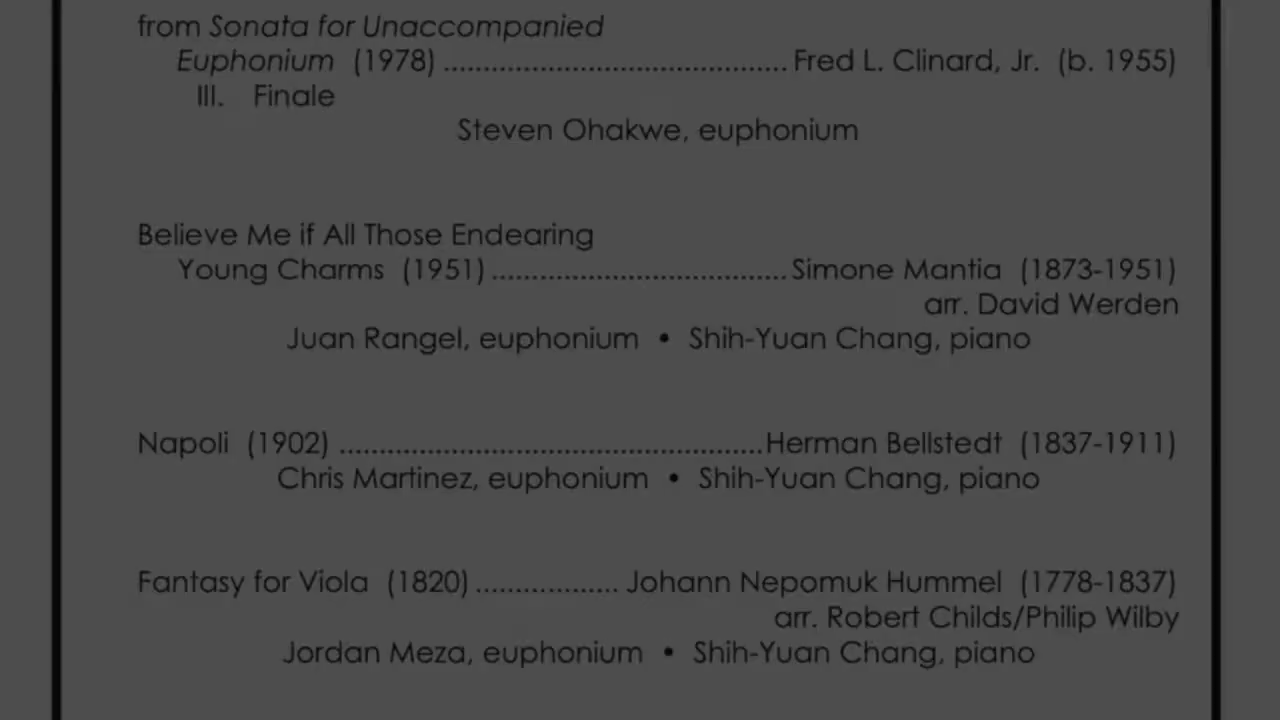 from Sonata for Unaccompanied
Euphonium (1978) ............................................ Fred L. Clinard, Jr. (b. 1955)
III. Finale
Steven Ohakwe, euphonium
Believe Me if All Those Endearing
Young Charms (1951) ..................................... Simone Mantia (1873-1951)
arr. David Werden
Juan Rangel, euphonium • Shih-Yuan Chang, piano
Napoli (1902) ..................................................... Herman Bellstedt (1837-1911)
Chris Martinez, euphonium • Shih-Yuan Chang, piano
Fantasy for Viola (1820) .................. Johann Nepomuk Hummel (1778-1837)
arr. Robert Childs/Philip Wilby
Jordan Meza, euphonium • Shih-Yuan Chang, piano